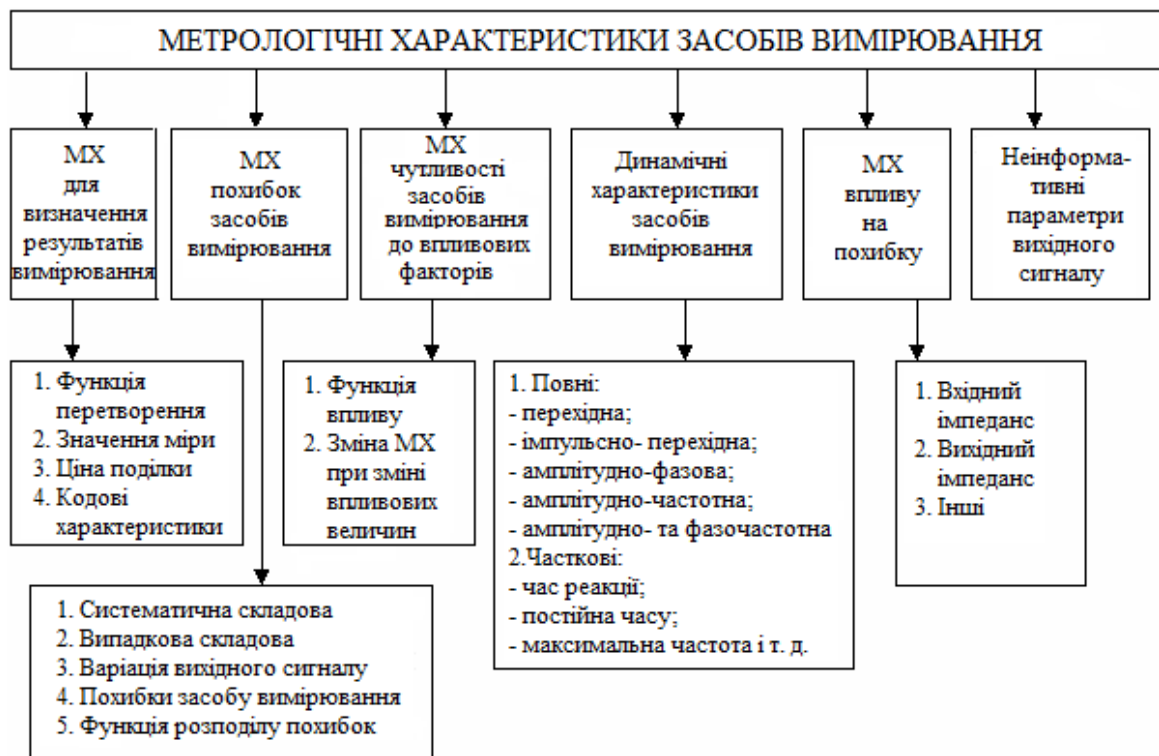 МЕТРОЛОГІЧНІ ХАРАКТЕРИСТИКИ ЗАСОБІВ ВИМІРЮВАННЯ
МХ
для
визначення
результатів
вимірювання
МХ
похибок
засобів
вимірювання
МХ
чутливості
засобів
вимірювання
до впливових
факторів
Динамічні
характеристики
засобів
вимірювання
МХ
впливу
на
похибку
Неінформа-
тивні
параметри
вихідного
сигналу
1. Функція
перетворення
2. Значення міри
3. Ціна поділки
4. Кодові
характеристики
1. Функція
впливу
2. Зміна МХ
при зміні
впливових
величин
1. Повні:
- перехідна;
- імпульсно- перехідна;
- амплітудно-фазова;
- амплітудно-частотна;
- амплітудно- та фазочастотна
2.Часткові:
- час реакції;
- постійна часу;
- максимальна частота і т. д.
1. Вхідний
імпеданс
2. Вихідний
імпеданс
3. Інші
1. Систематична складова
2. Випадкова складова
3. Варіація вихідного сигналу
4. Похибки засобу вимірювання
5. Функція розподілу похибок